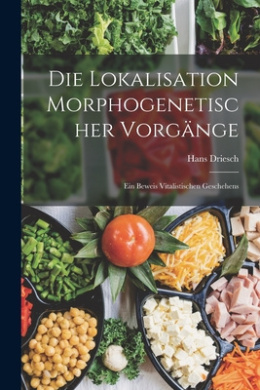 Die Lokalisation
Morphogenetisc
her Vorgänge
Hans Driesch
Ein Beweis Vitalistischen Geschehens